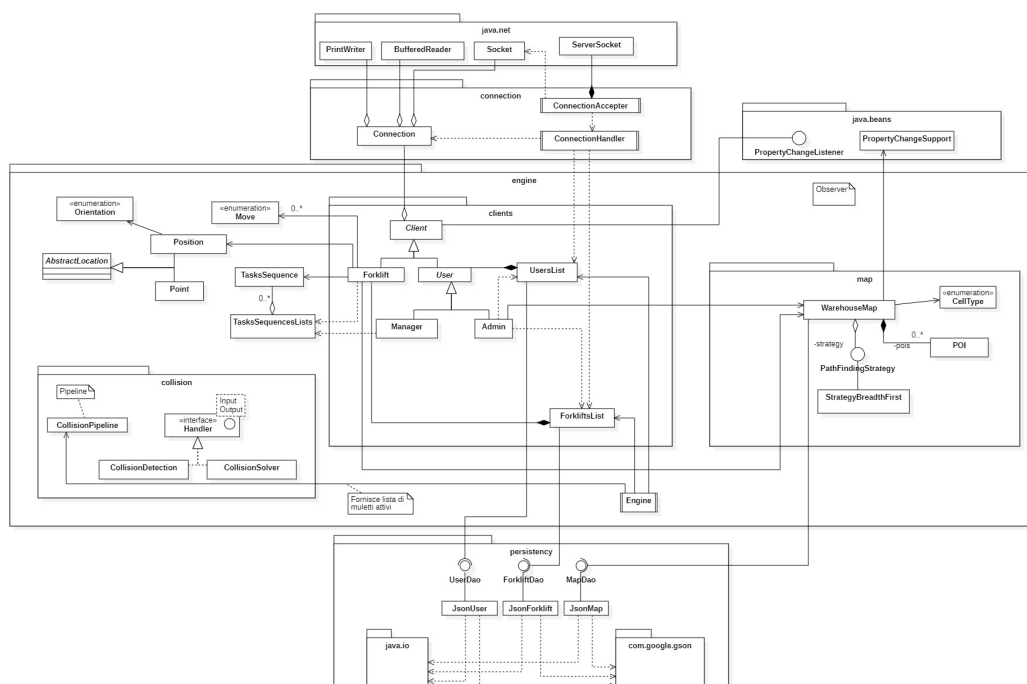 java.net
PrintWriter
BufferedReader
Socket
ServerSocket
connection
ConnectionAccepter
Connection
ConnectionHandler
java.beans
PropertyChangeListener
PropertyChangeSupport
engine
Observer
«enumeration»
Orientation
«enumeration»
Move
0..*
clients
Client
Position
AbstractLocation
Point
TasksSequence
0..*
TasksSequencesLists
Forklift
User
UsersList
Manager
Admin
ForkliftsList
map
WarehouseMap
«enumeration»
CellType
-strategy
0..*
-pois
POI
PathFindingStrategy
StrategyBreadthFirst
collision
Pipeline
CollisionPipeline
Input
Output
«interface»
Handler
CollisionDetection
CollisionSolver
Fornisce lista di
muletti attivi
Engine
persistency
UserDao
ForkliftDao
MapDao
JsonUser
JsonForklift
JsonMap
java.io
com.google.gson